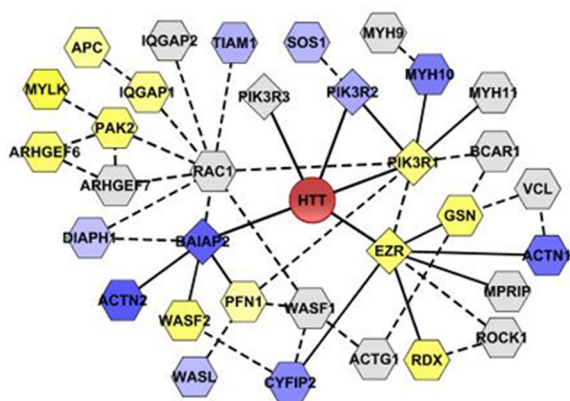 MYH9
APC
IQGAP2
TIAM1
SOS1
MYH10
MYLK
IQGAP1
PIK3R3
PIK3R2
MYH11
PAK2
ARHGEF6
RAC1
PIK3R1
BCAR1
ARHGEF7
VCL
HTT
GSN
DIAPH1
BAIAP2
EZR
ACTN1
ACTN2
PFN1
MPRIP
WASF2
WASF1
ROCK1
WASL
CYFIP2
ACTG1
RDX